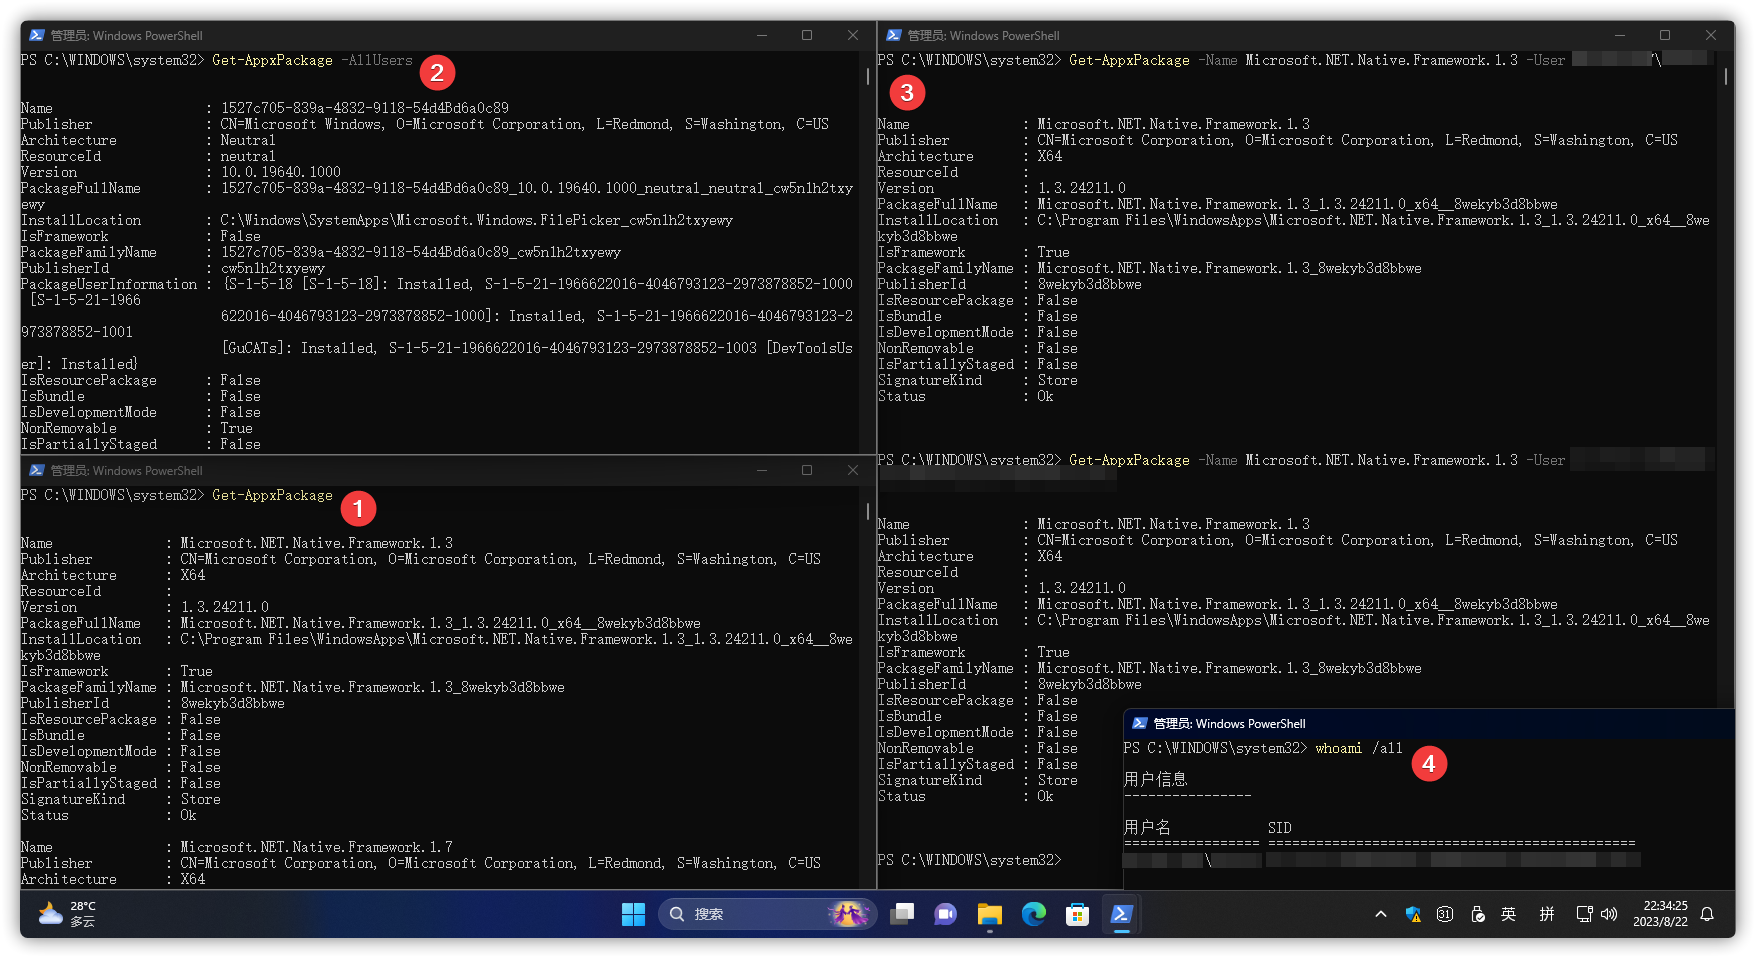 管理员: Windows PowerShell
PS C:\WINDOWS\system32> Get-AppxPackage -AllUsers
2
Name : 1527c705-839a-4832-9118-54d4Bd6a0c89
Publisher : CN=Microsoft Windows, O=Microsoft Corporation, L=Redmond, S=Washington, C=US
Architecture : Neutral
ResourceId : neutral
Version : 10.0.19640.1000
PackageFullName : 1527c705-839a-4832-9118-54d4Bd6a0c89_10.0.19640.1000_neutral_neutral_cw5n1h2txy
ewy
InstallLocation : C:\Windows\SystemApps\Microsoft.Windows.FilePicker_cw5n1h2txyewy
IsFramework : False
PackageFamilyName : 1527c705-839a-4832-9118-54d4Bd6a0c89_cw5n1h2txyewy
PublisherId : cw5n1h2txyewy
PackageUserInformation : {S-1-5-18 [S-1-5-18]: Installed, S-1-5-21-1966622016-4046793123-2973878852-1000
[S-1-5-21-1966
622016-4046793123-2973878852-1000]: Installed, S-1-5-21-1966622016-4046793123-2
973878852-1001
[GuCATs]: Installed, S-1-5-21-1966622016-4046793123-2973878852-1003 [DevToolsUs
er]: Installed}
IsResourcePackage : False
IsBundle : False
IsDevelopmentMode : False
NonRemovable : True
IsPartiallyStaged : False
管理员: Windows PowerShell
PS C:\WINDOWS\system32> Get-AppxPackage
1
Name : Microsoft.NET.Native.Framework.1.3
Publisher : CN=Microsoft Corporation, O=Microsoft Corporation, L=Redmond, S=Washington, C=US
Architecture : X64
ResourceId :
Version : 1.3.24211.0
PackageFullName : Microsoft.NET.Native.Framework.1.3_1.3.24211.0_x64__8wekyb3d8bbwe
InstallLocation : C:\Program Files\WindowsApps\Microsoft.NET.Native.Framework.1.3_1.3.24211.0_x64__8we
kyb3d8bbwe
IsFramework : True
PackageFamilyName : Microsoft.NET.Native.Framework.1.3_8wekyb3d8bbwe
PublisherId : 8wekyb3d8bbwe
IsResourcePackage : False
IsBundle : False
IsDevelopmentMode : False
NonRemovable : False
IsPartiallyStaged : False
SignatureKind : Store
Status : Ok
Name : Microsoft.NET.Native.Framework.1.7
Publisher : CN=Microsoft Corporation, O=Microsoft Corporation, L=Redmond, S=Washington, C=US
Architecture : X64
管理员: Windows PowerShell
PS C:\WINDOWS\system32> Get-AppxPackage -Name Microsoft.NET.Native.Framework.1.3 -User \
3
Name : Microsoft.NET.Native.Framework.1.3
Publisher : CN=Microsoft Corporation, O=Microsoft Corporation, L=Redmond, S=Washington, C=US
Architecture : X64
ResourceId :
Version : 1.3.24211.0
PackageFullName : Microsoft.NET.Native.Framework.1.3_1.3.24211.0_x64__8wekyb3d8bbwe
InstallLocation : C:\Program Files\WindowsApps\Microsoft.NET.Native.Framework.1.3_1.3.24211.0_x64__8we
kyb3d8bbwe
IsFramework : True
PackageFamilyName : Microsoft.NET.Native.Framework.1.3_8wekyb3d8bbwe
PublisherId : 8wekyb3d8bbwe
IsResourcePackage : False
IsBundle : False
IsDevelopmentMode : False
NonRemovable : False
IsPartiallyStaged : False
SignatureKind : Store
Status : Ok
PS C:\WINDOWS\system32> Get-AppxPackage -Name Microsoft.NET.Native.Framework.1.3 -User
Name : Microsoft.NET.Native.Framework.1.3
Publisher : CN=Microsoft Corporation, O=Microsoft Corporation, L=Redmond, S=Washington, C=US
Architecture : X64
ResourceId :
Version : 1.3.24211.0
PackageFullName : Microsoft.NET.Native.Framework.1.3_1.3.24211.0_x64__8wekyb3d8bbwe
InstallLocation : C:\Program Files\WindowsApps\Microsoft.NET.Native.Framework.1.3_1.3.24211.0_x64__8we
kyb3d8bbwe
IsFramework : True
PackageFamilyName : Microsoft.NET.Native.Framework.1.3_8wekyb3d8bbwe
PublisherId : 8wekyb3d8bbwe
IsResourcePackage : False
IsBundle : False
IsDevelopmentMode : False
NonRemovable : False
IsPartiallyStaged : False
SignatureKind : Store
Status : Ok
PS C:\WINDOWS\system32>
管理员: Windows PowerShell
PS C:\WINDOWS\system32> whoami /all
4
用户信息
----------------
用户名 SID
================= ==============================================
\
28°C
多云
搜索
31
英
拼
22:34:25
2023/8/22